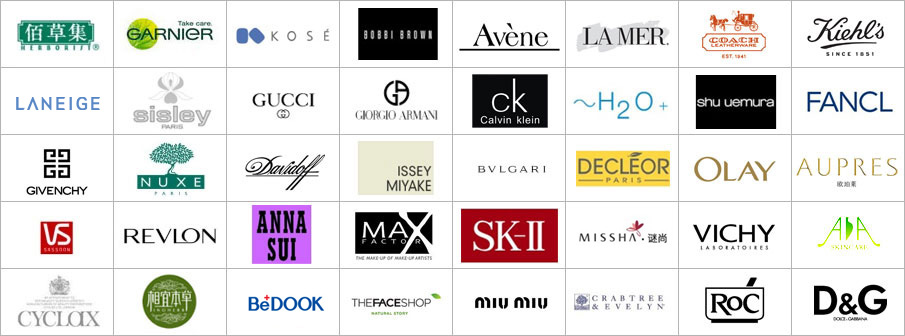 佰草集
HERBORIST
Take care.
GARNIER
KOSÉ
BOBBI BROWN
Avène
LA MER
COACH
LEATHERWARE
EST. 1941
Kiehl's
SINCE 1851
LANEIGE
sisley
PARIS
GUCCI
GIORGIO ARMANI
ck
Calvin klein
~H2O+
shu uemura
FANCL
GIVENCHY
NUXE
PARIS
Davidoff
ISSEY
MIYAKE
BVLGARI
DECLÉOR
PARIS
OLAY
AUPRES
欧珀莱
VS
SASSOON
REVLON
ANNA
SUI
MAX
FACTOR
THE MAKE-UP OF MAKE-UP ARTISTS
SK-II
MISSHA·谜尚
VICHY
LABORATOIRES
SKINCARE
CYCLAX
相宜本草
INOHERB
BéDOOK
THEFACESHOP
NATURAL STORY
miu miu
CRABTREE
& EVELYN
RoC
D&G
DOLCE & GABBANA